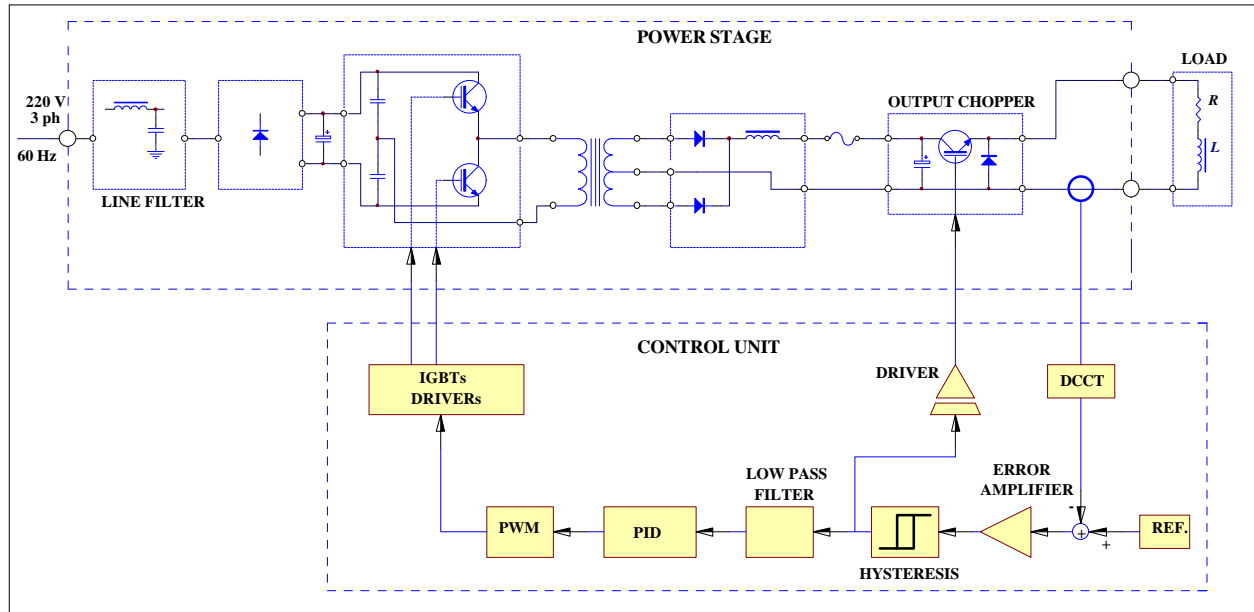 POWER STAGE
LOAD
220 V
3 ph
60 Hz
LINE FILTER
OUTPUT CHOPPER
R
L
CONTROL UNIT
IGBTs
DRIVERs
DRIVER
DCCT
LOW PASS
FILTER
ERROR
AMPLIFIER
-
PWM
PID
HYSTERESIS
+
+
REF.